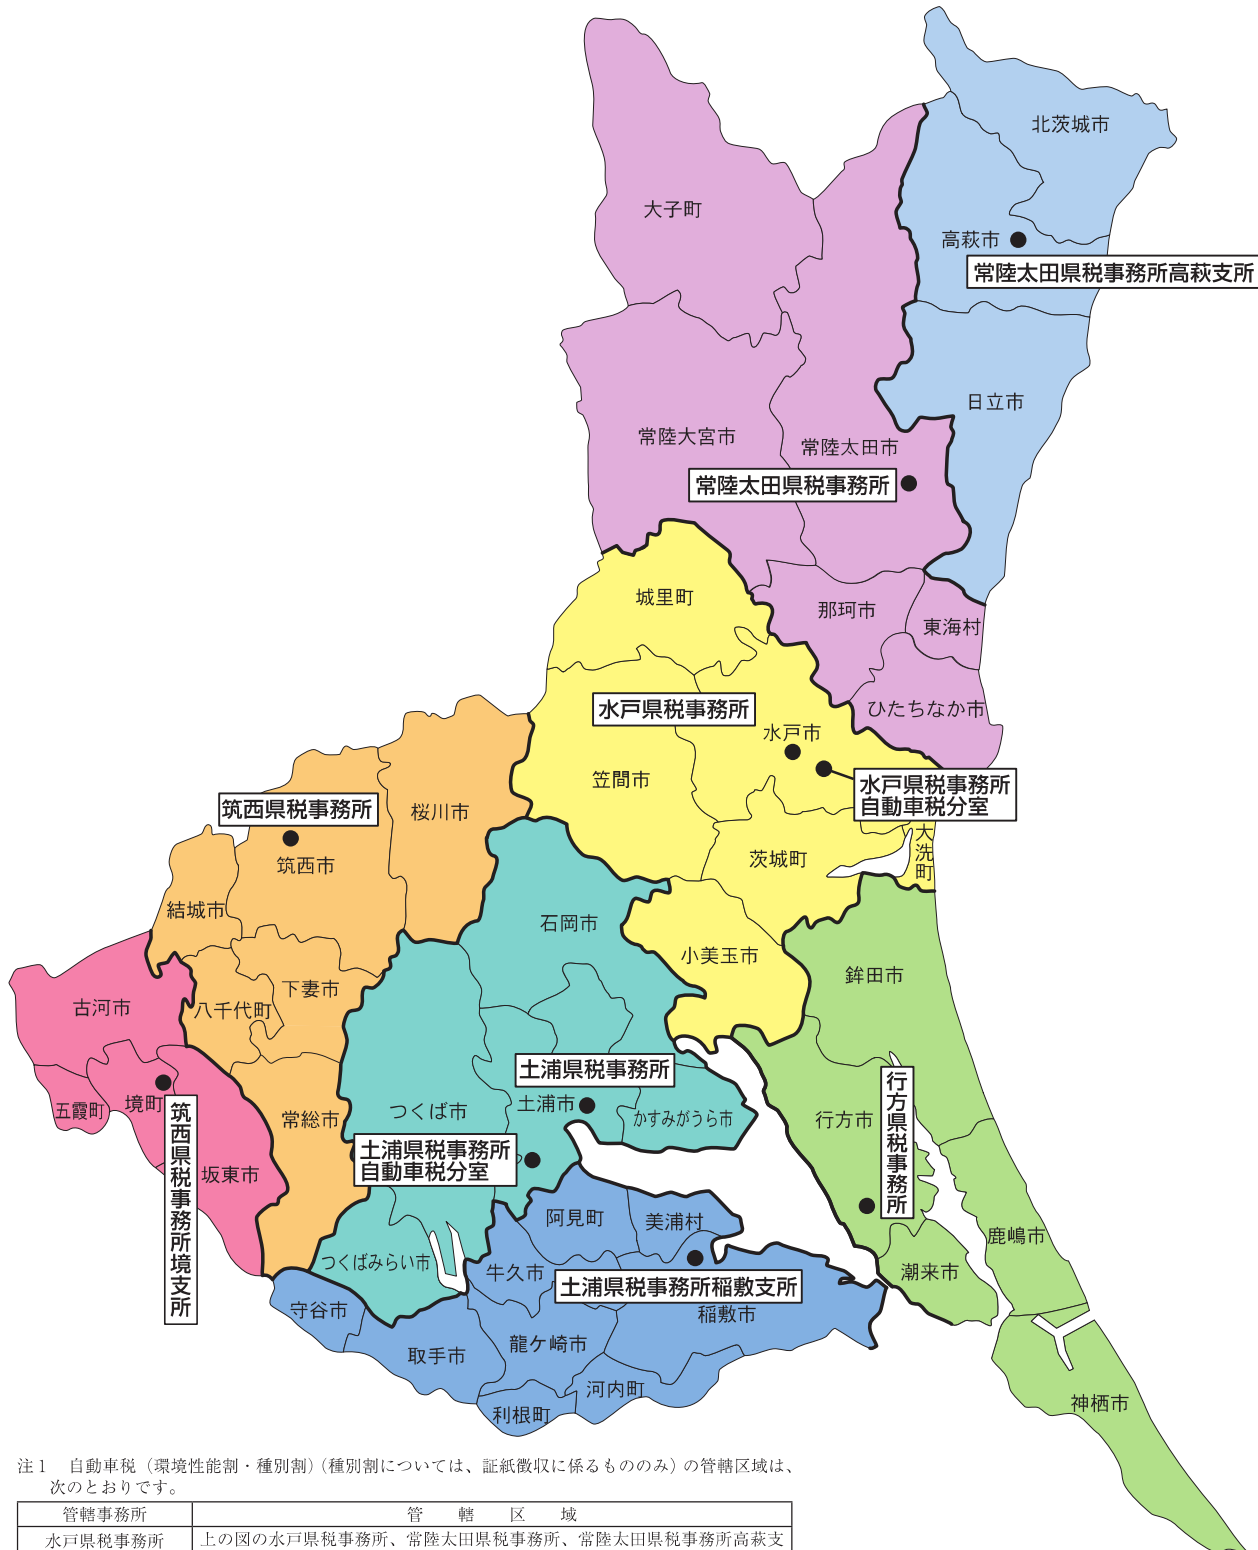 北茨城市
大子町
高萩市
常陸太田県税事務所高萩支所
日立市
常陸大宮市
常陸太田市
常陸太田県税事務所
城里町
那珂市
東海村
水戸県税事務所
ひたちなか市
水戸市
笠間市
水戸県税事務所
自動車税分室
筑西県税事務所
桜川市
筑西市
茨城町
大洗町
結城市
石岡市
小美玉市
鉾田市
古河市
八千代町
下妻市
土浦県税事務所
行方県税事務所
五霞町
境町
筑西県税事務所境支所
常総市
つくば市
土浦市
かすみがうら市
行方市
坂東市
土浦県税事務所
自動車税分室
阿見町
美浦村
鹿嶋市
つくばみらい市
牛久市
潮来市
土浦県税事務所稲敷支所
守谷市
稲敷市
取手市
龍ケ崎市
河内町
利根町
神栖市
注1 自動車税(環境性能割・種別割)(種別割については、証紙徴収に係るもののみ)の管轄区域は、
次のとおりです。
管轄事務所 管轄区域
水戸県税事務所 上の図の水戸県税事務所、常陸太田県税事務所、常陸太田県税事務所高萩支